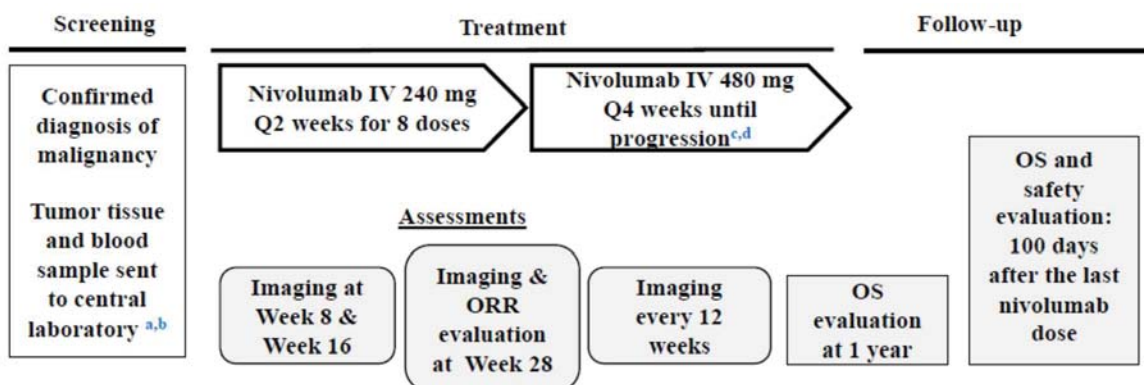 Screening
Treatment
Follow-up
Confirmed
diagnosis of
malignancy
Tumor tissue
and blood
sample sent
to central
laboratory a,b
Nivolumab IV 240 mg
Q2 weeks for 8 doses
Nivolumab IV 480 mg
Q4 weeks until
progressionc,d
Assessments
Imaging at
Week 8 &
Week 16
Imaging &
ORR
evaluation
at Week 28
Imaging
every 12
weeks
OS
evaluation
at 1 year
OS and
safety
evaluation:
100 days
after the last
nivolumab
dose